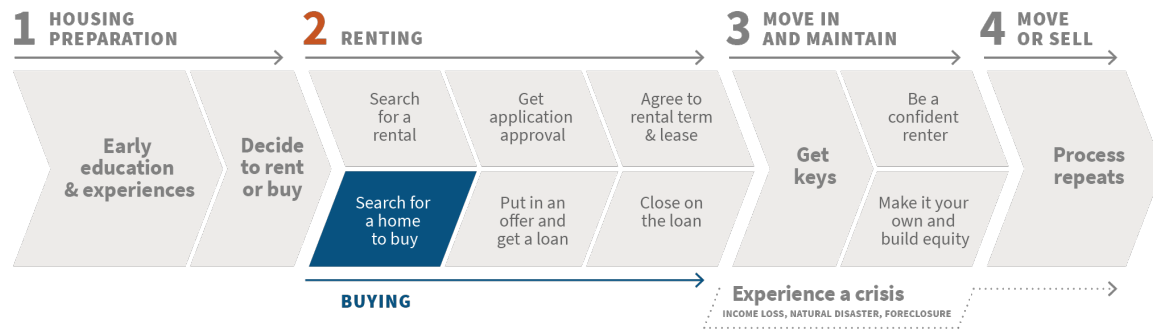 1 HOUSING
PREPARATION
2 RENTING
3 MOVE IN
AND MAINTAIN
4 MOVE
OR SELL
Early
education
& experiences
Decide
to rent
or buy
Search
for a
rental
Get
application
approval
Agree to
rental term
& lease
Search for
a home
to buy
Put in an
offer and
get a loan
Close on
the loan
Get
keys
Be a
confident
renter
Make it your
own and
build equity
Process
repeats
BUYING
Experience a crisis
INCOME LOSS, NATURAL DISASTER, FORECLOSURE